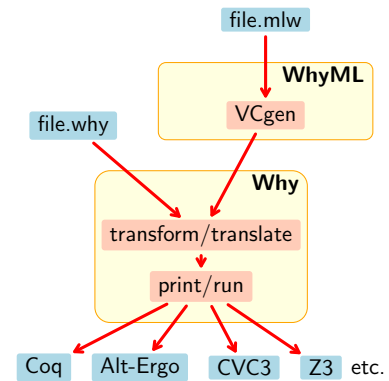 file.mlw
WhyML
VCgen
file.why
Why
transform/translate
print/run
Coq Alt-Ergo CVC3 Z3 etc.